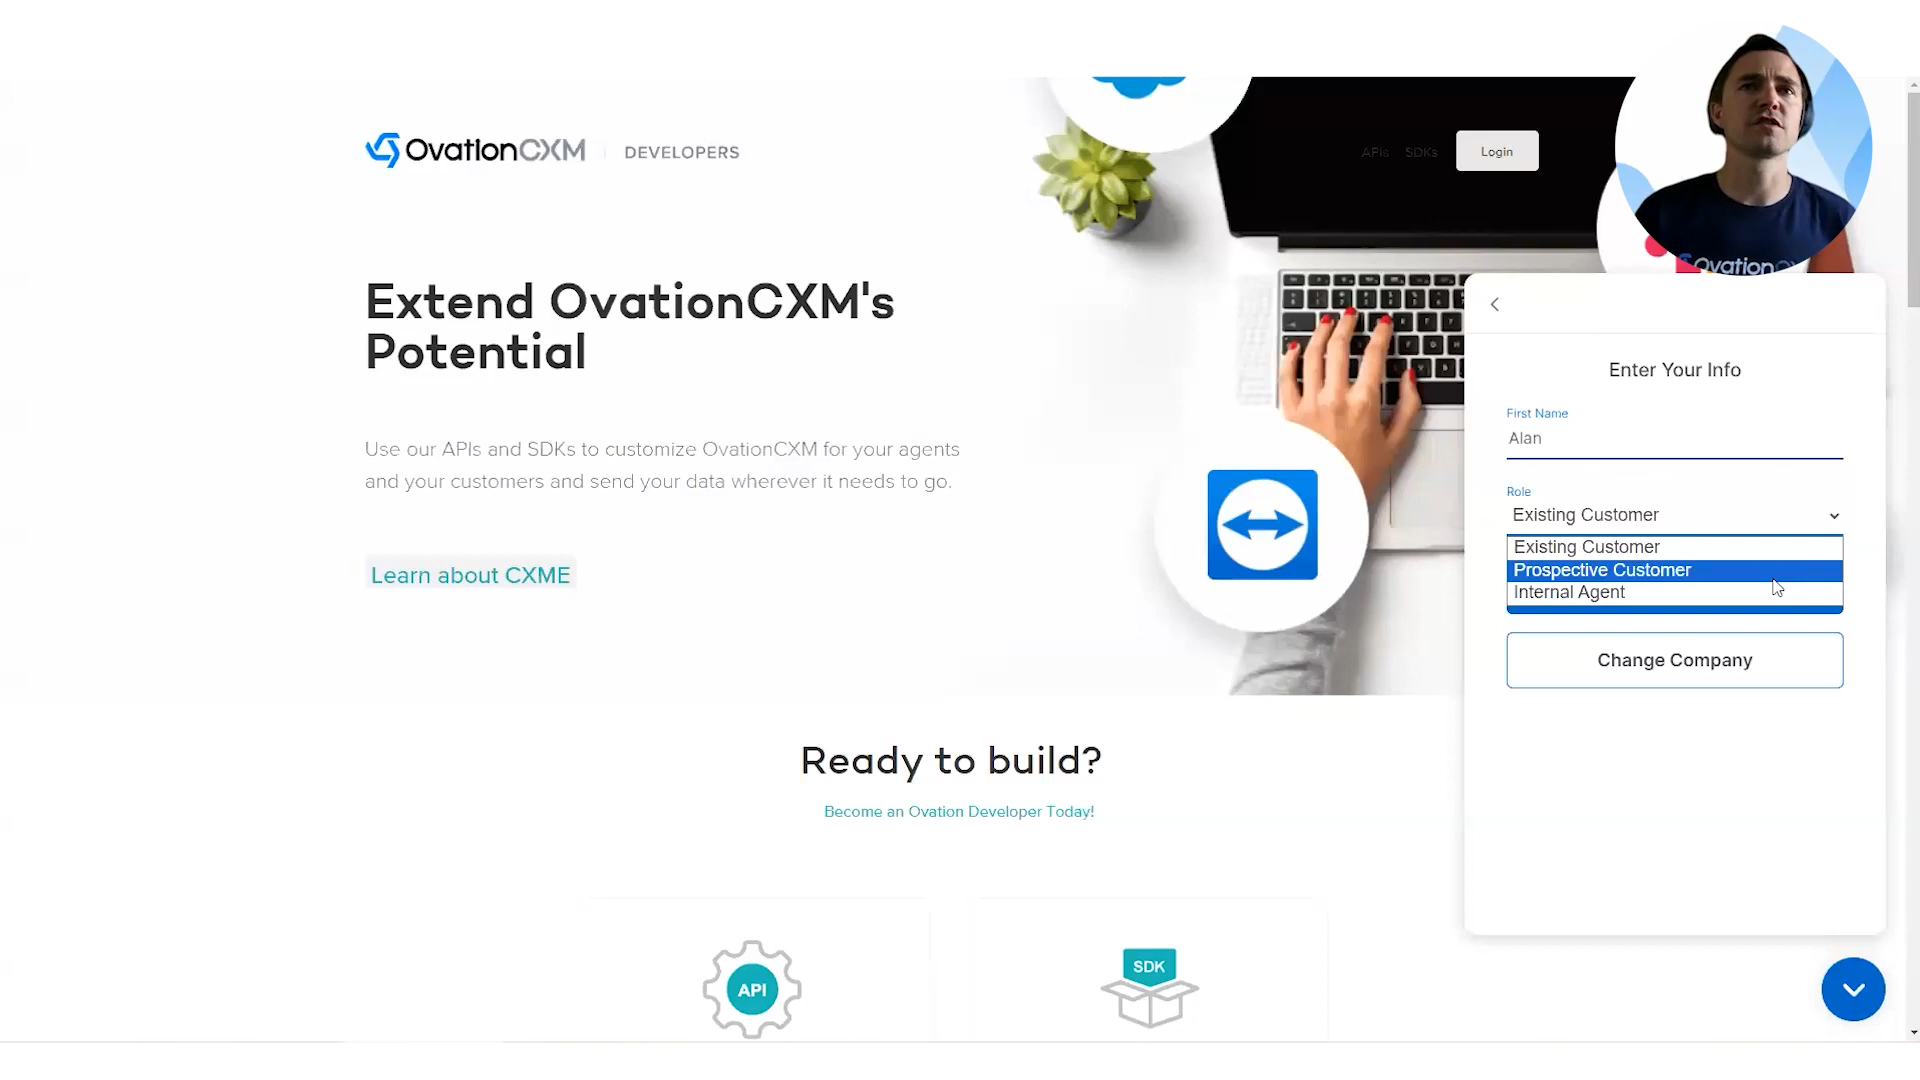 OvationCXM
DEVELOPERS
APIs
SDKs
Login
Extend OvationCXM's
Potential
Use our APIs and SDKs to customize OvationCXM for your agents
and your customers and send your data wherever it needs to go.
Learn about CXME
Ovation
Enter Your Info
First Name
Alan
Role
Existing Customer
Existing Customer
Prospective Customer
Internal Agent
Change Company
Ready to build?
Become an Ovation Developer Today!
API
SDK